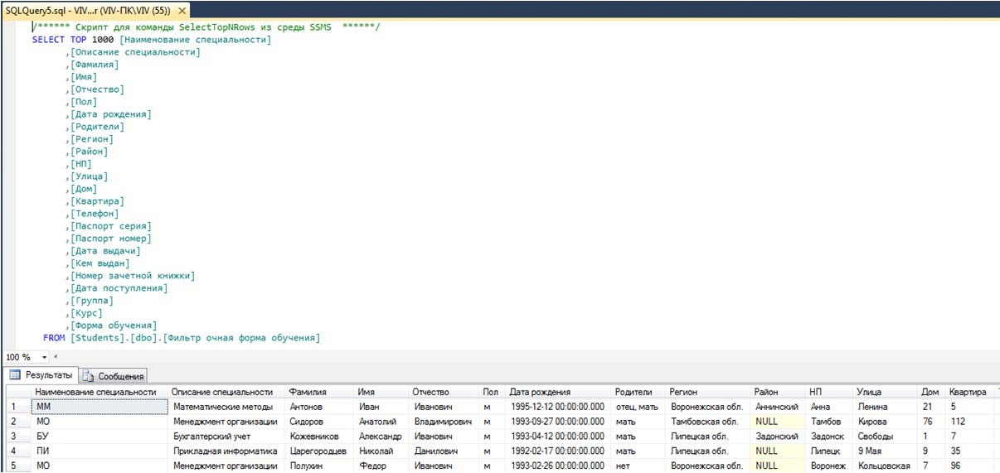 SQLQuery5.sql - VIV...r (VIV-ПК\VIV (55)) ×
/****** Скрипт для команды SelectTopNRows из среды SSMS  ******/
SELECT TOP 1000 [Наименование специальности]
,[Описание специальности]
,[Фамилия]
,[Имя]
,[Отчество]
,[Пол]
,[Дата рождения]
,[Родители]
,[Регион]
,[Район]
,[НП]
,[Улица]
,[Дом]
,[Квартира]
,[Телефон]
,[Паспорт серия]
,[Паспорт номер]
,[Дата выдачи]
,[Кем выдан]
,[Номер зачетной книжки]
,[Дата поступления]
,[Группа]
,[Курс]
,[Форма обучения]
FROM [Students].[dbo].[Фильтр очная форма обучения]
100 %
Результаты Сообщения
Наименование специальности Описание специальности Фамилия Имя Отчество Пол Дата рождения Родители Регион Район НП Улица Дом Квартира
1 ММ Математические методы Антонов Иван Иванович м 1995-12-12 00:00:00.000 отец, мать Воронежская обл. Аннинский Анна Ленина 21 5
2 МО Менеджмент организации Сидоров Анатолий Владимирович м 1993-09-27 00:00:00.000 мать Тамбовская обл. NULL Тамбов Кирова 76 112
3 БУ Бухгалтерский учет Кожевников Александр Иванович м 1993-04-12 00:00:00.000 мать Липецкая обл. Задонский Задонск Свободы 1 7
4 ПИ Прикладная информатика Царегородцев Николай Данилович м 1992-02-17 00:00:00.000 мать Липецкая обл. NULL Липецк 9 Мая 9 35
5 МО Менеджмент организации Полухин Федор Иванович м 1993-02-26 00:00:00.000 нет Воронежская обл. NULL Воронеж Кольцовская 7 96